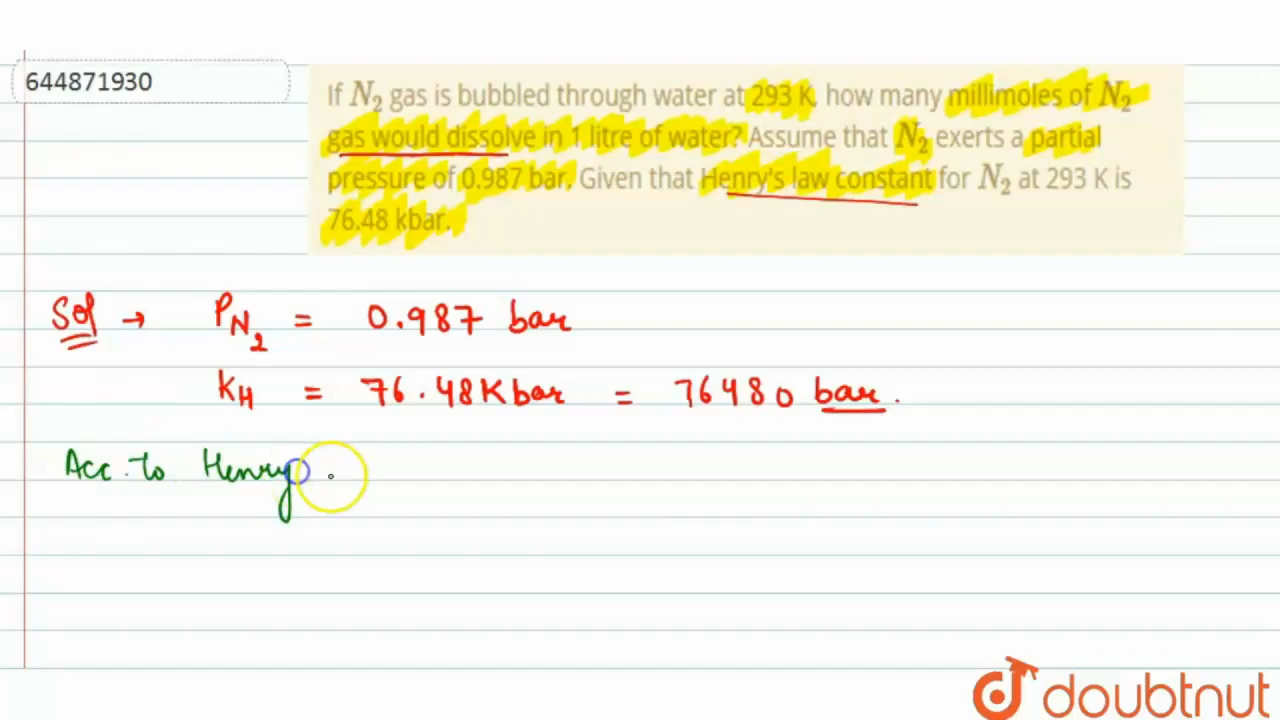 644871930
If N₂ gas is bubbled through water at 293 K, how many millimoles of N₂
gas would dissolve in 1 litre of water? Assume that N₂ exerts a partial
pressure of 0.987 bar. Given that Henry's law constant for N₂ at 293 K is
76.48 kbar.
Sol → P_N₂ = 0.987 bar
K_H = 76.48 K bar = 76480 bar.
Acc. to Henry
doubtnut